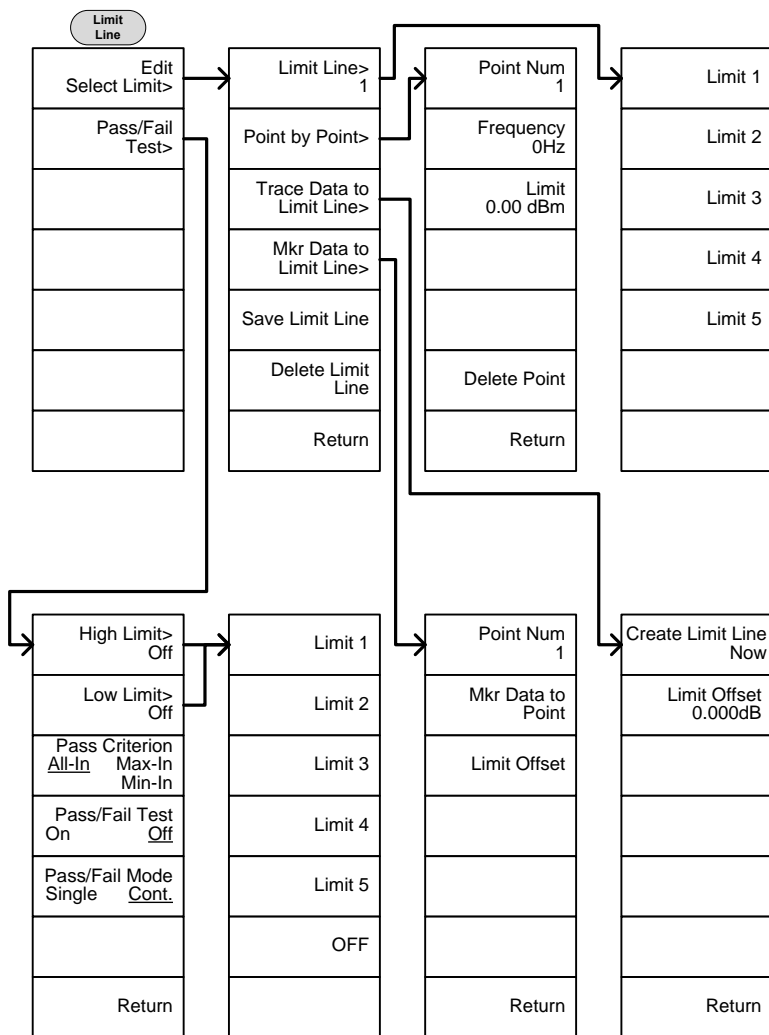 Limit
Line
Edit
Select Limit>
Pass/Fail
Test>
Limit Line>
1
Point by Point>
Trace Data to
Limit Line>
Mkr Data to
Limit Line>
Save Limit Line
Delete Limit
Line
Return
Point Num
1
Frequency
0Hz
Limit
0.00 dBm
Delete Point
Return
Limit 1
Limit 2
Limit 3
Limit 4
Limit 5
High Limit>
Off
Low Limit>
Off
Pass Criterion
All-In Max-In
Min-In
Pass/Fail Test
On Off
Pass/Fail Mode
Single Cont.
Return
Limit 1
Limit 2
Limit 3
Limit 4
Limit 5
OFF
Point Num
1
Mkr Data to
Point
Limit Offset
Return
Create Limit Line
Now
Limit Offset
0.000dB
Return